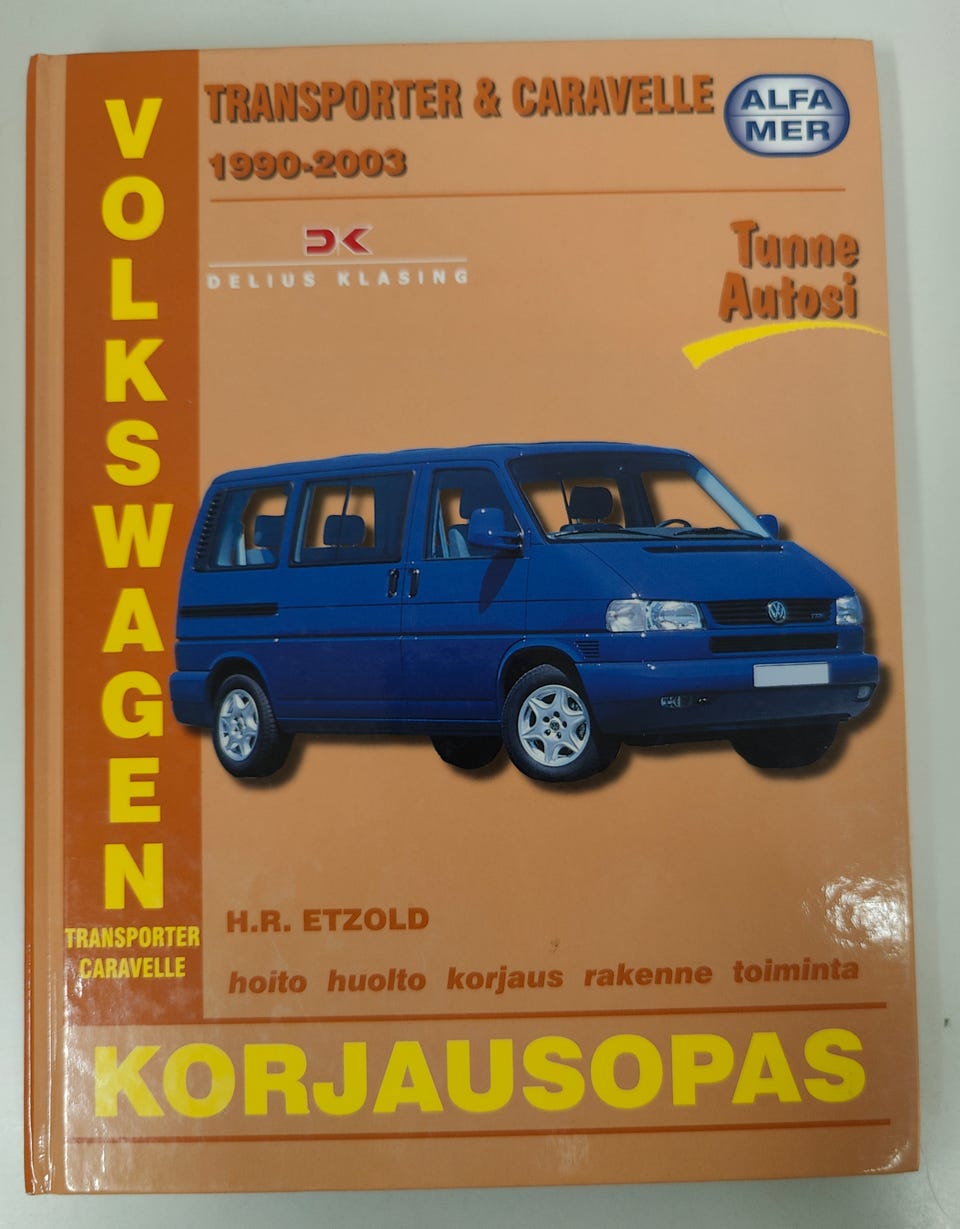 VOLKSWAGEN
TRANSPORTER
CARAVELLE
TRANSPORTER & CARAVELLE
1990-2003
ALFA
MER
DK
DELIUS KLASING
Tunne
Autosi
H.R. ETZOLD
hoito huolto korjaus rakenne toiminta
KORJAUSOPAS